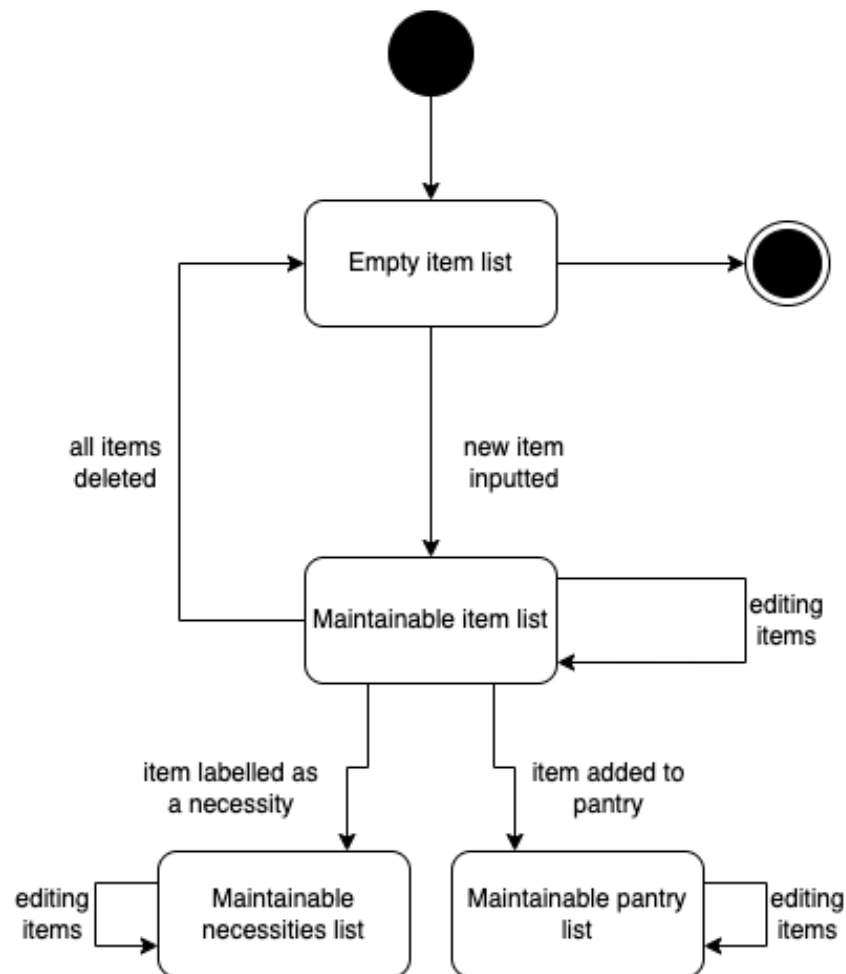 Empty item list
all items
deleted
new item
inputted
Maintainable item list
editing
items
item labelled as
a necessity
item added to
pantry
editing
items
Maintainable
necessities list
Maintainable pantry
list
editing
items